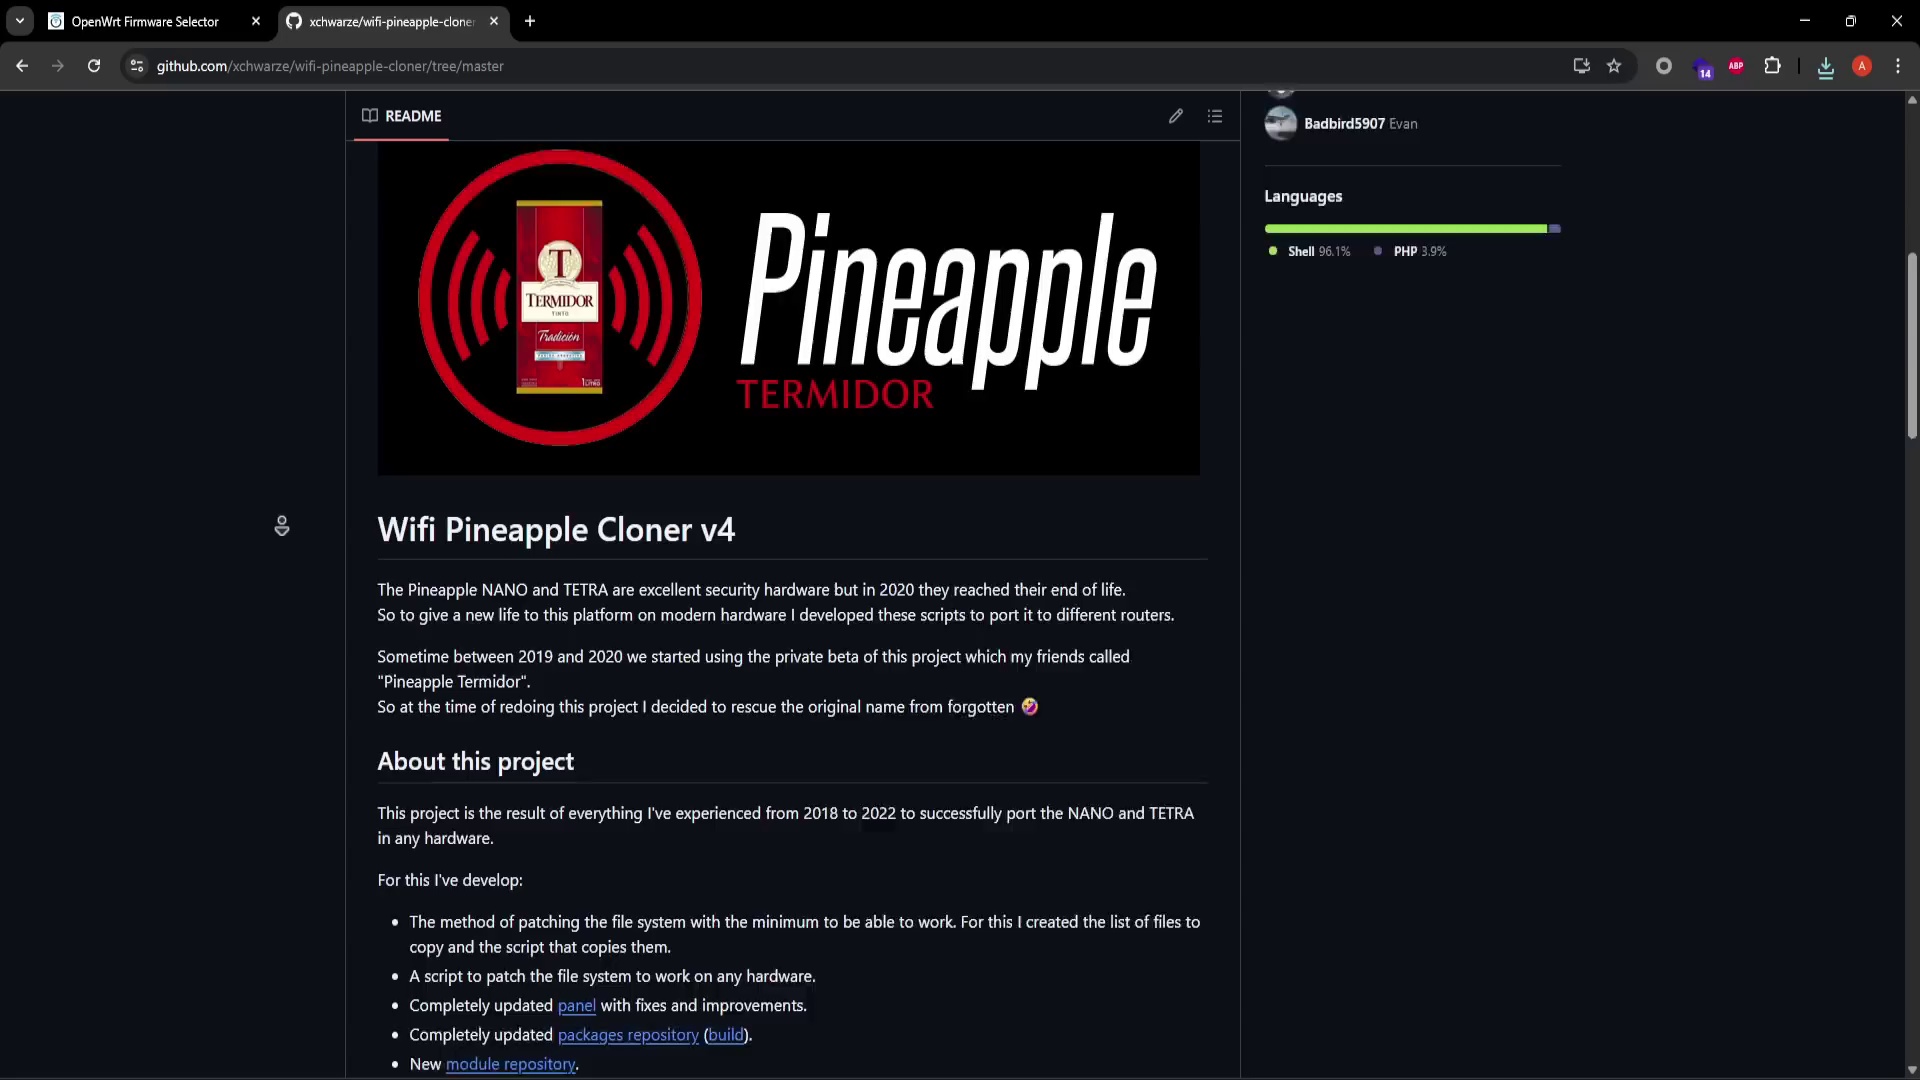 OpenWrt Firmware Selector
xchwarze/wifi-pineapple-cloner
github.com/xchwarze/wifi-pineapple-cloner/tree/master
14
ABP
A
README
Badbird5907 Evan
Languages
Shell 96.1% PHP 3.9%
T
TERMIDOR
TINTO
Tradición
Pineapple
TERMIDOR
Wifi Pineapple Cloner v4
The Pineapple NANO and TETRA are excellent security hardware but in 2020 they reached their end of life.
So to give a new life to this platform on modern hardware I developed these scripts to port it to different routers.
Sometime between 2019 and 2020 we started using the private beta of this project which my friends called
"Pineapple Termidor".
So at the time of redoing this project I decided to rescue the original name from forgotten 🤣
About this project
This project is the result of everything I've experienced from 2018 to 2022 to successfully port the NANO and TETRA
in any hardware.
For this I've develop:
• The method of patching the file system with the minimum to be able to work. For this I created the list of files to
copy and the script that copies them.
• A script to patch the file system to work on any hardware.
• Completely updated panel with fixes and improvements.
• Completely updated packages repository (build).
• New module repository.